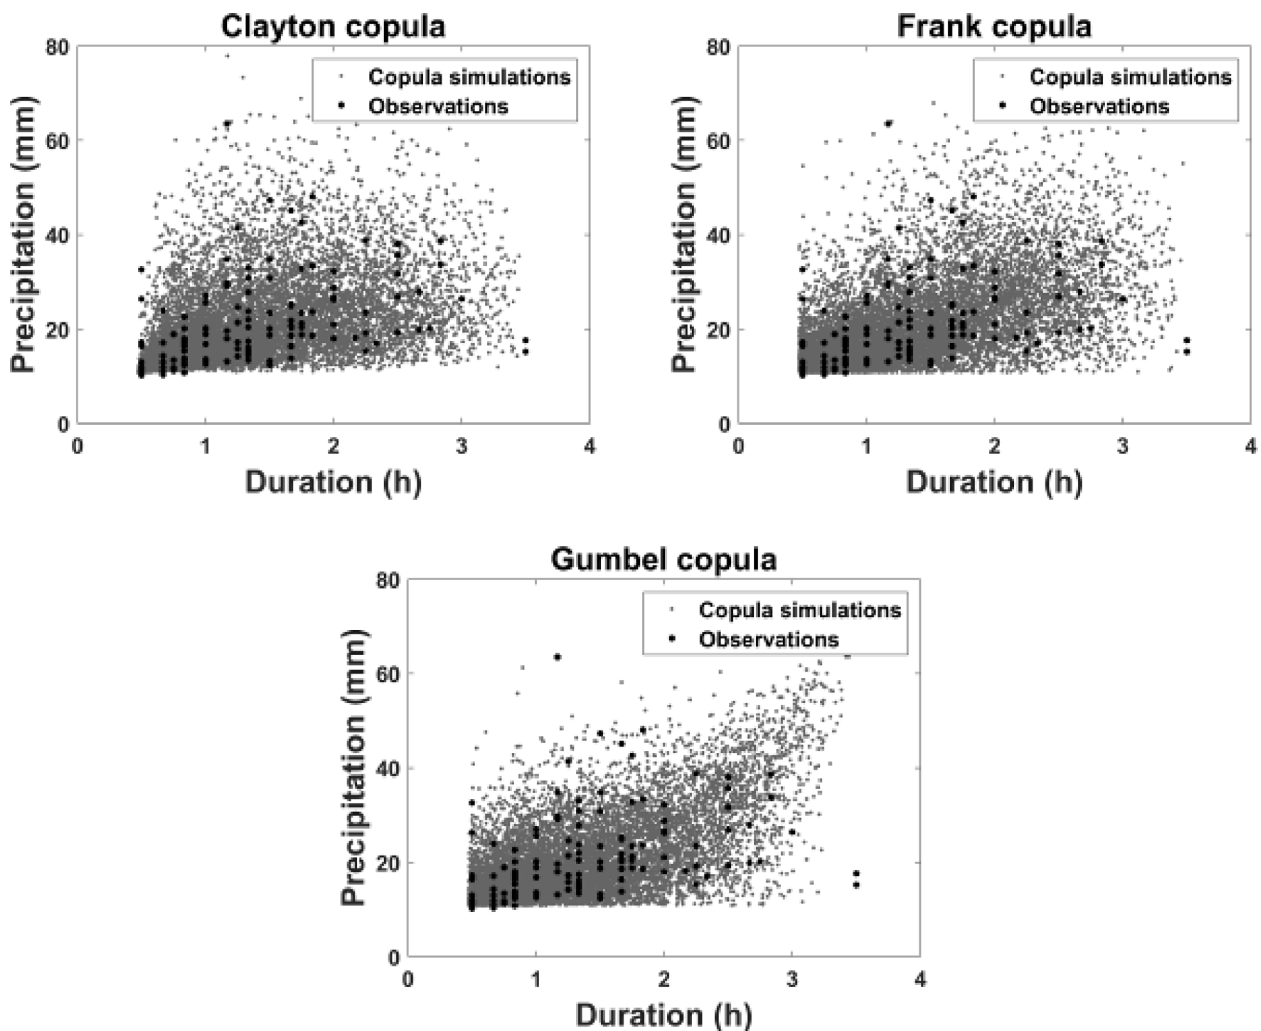 Clayton copula
80
60
40
20
0
Precipitation (mm)
Copula simulations
Observations
0 1 2 3 4
Duration (h)
Frank copula
80
60
40
20
0
Precipitation (mm)
Copula simulations
Observations
0 1 2 3 4
Duration (h)
Gumbel copula
80
60
40
20
0
Precipitation (mm)
Copula simulations
Observations
0 1 2 3 4
Duration (h)